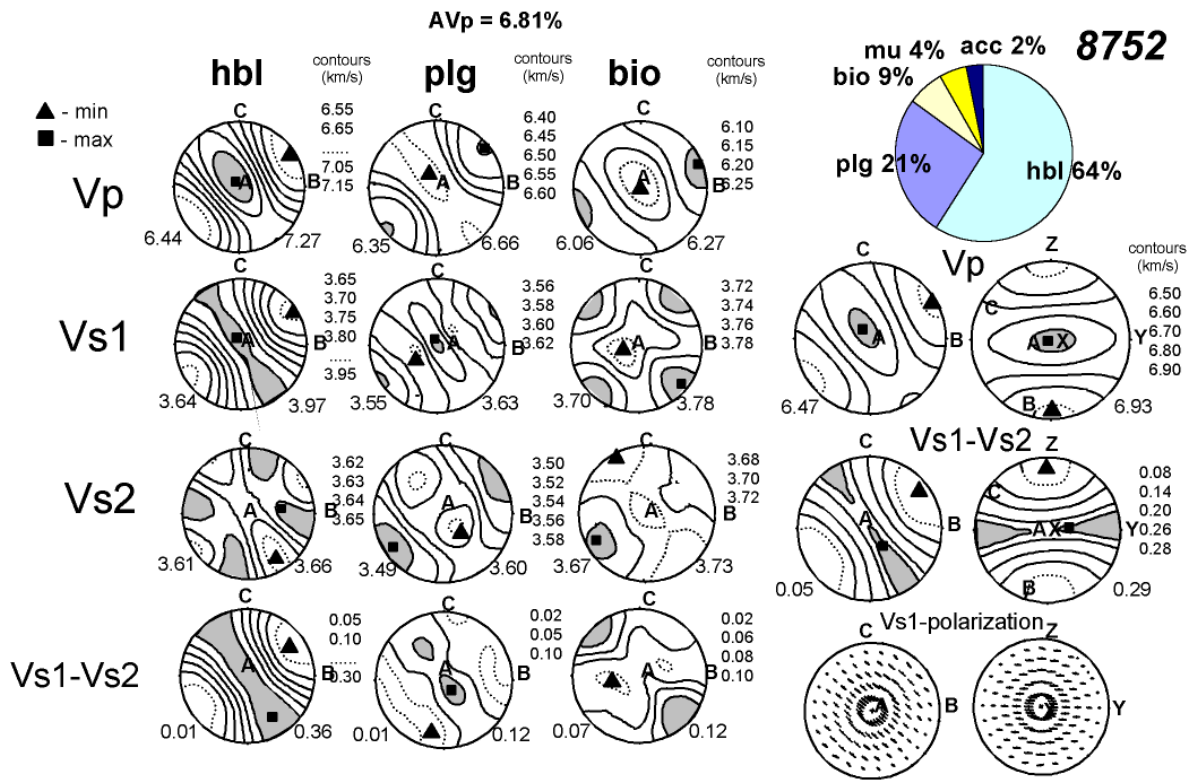 AVp = 6.81%
8752
mu 4% acc 2%
bio 9%
plg 21%
hbl 64%
hbl contours (km/s) plg contours (km/s) bio contours (km/s)
▲ - min
■ - max
Vp
C
A
B
6.55
6.65
......
7.05
7.15
6.44 7.27
C
A
B
6.40
6.45
6.50
6.55
6.60
6.35 6.66
C
A
B
6.10
6.15
6.20
6.25
6.06 6.27
Vs1
C
A
B
3.65
3.70
3.75
3.80
......
3.95
3.64 3.97
C
A
B
3.56
3.58
3.60
3.62
3.55 3.63
C
A
B
3.72
3.74
3.76
3.78
3.70 3.78
Vs2
C
A
B
3.62
3.63
3.64
3.65
3.61 3.66
C
A
B
3.50
3.52
3.54
3.56
3.58
3.49 3.60
C
A
B
3.68
3.70
3.72
3.67 3.73
Vs1-Vs2
C
A
B
0.05
0.10
......
0.30
0.01 0.36
C
A
B
0.02
0.05
0.10
0.01 0.12
C
A
B
0.02
0.06
0.08
0.10
0.07 0.12
Vp
contours
(km/s)
C
A
B
6.47
Z
C
A X
Y
B
6.50
6.60
6.70
6.80
6.90
6.93
Vs1-Vs2
C
A
B
0.05
Z
C
A X
Y
B
0.08
0.14
0.20
0.26
0.28
0.29
Vs1-polarization
C
A
B
Z
Y